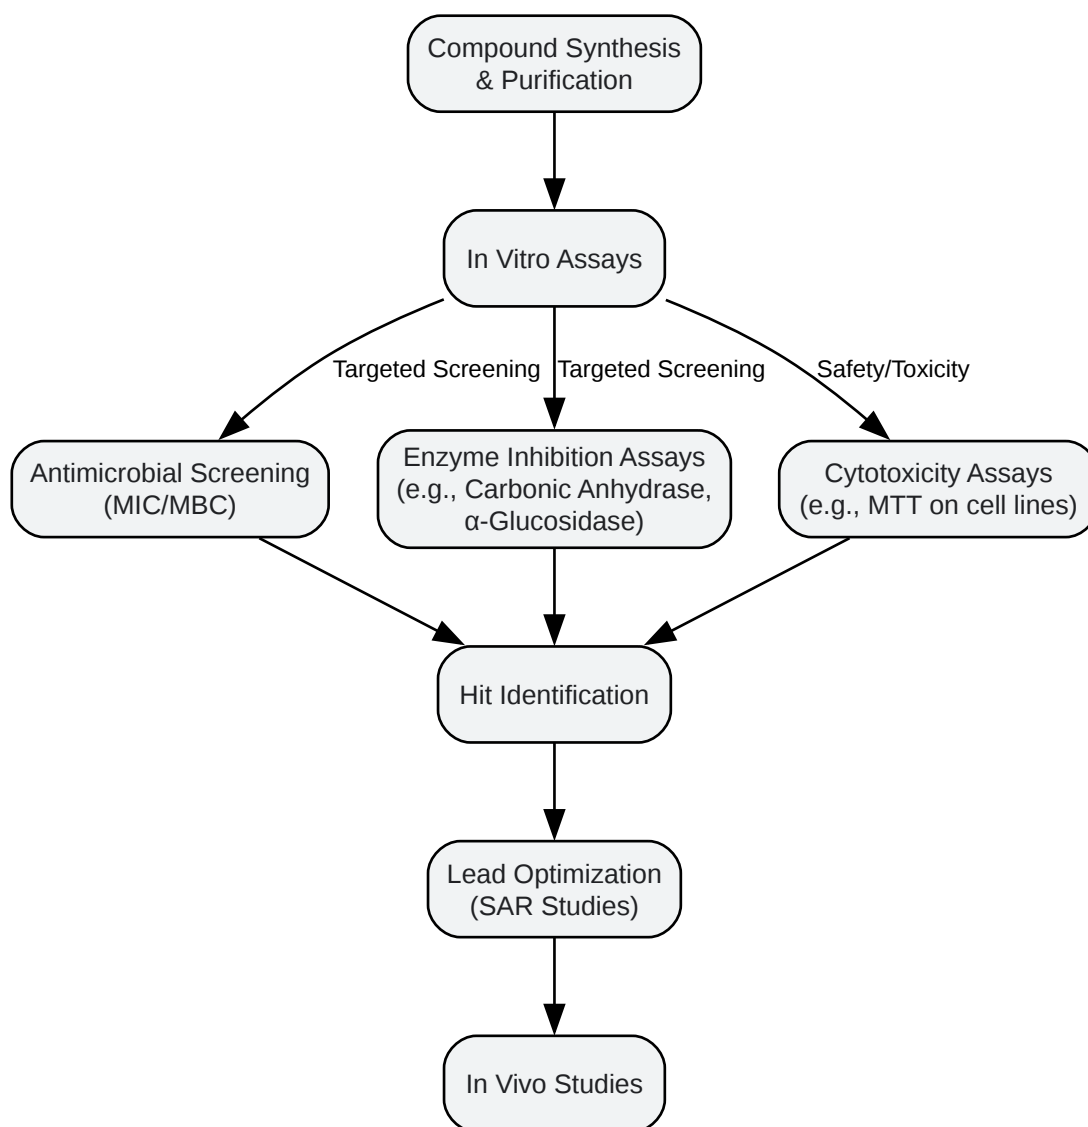 Compound Synthesis
& Purification
In Vitro Assays
Targeted Screening
Targeted Screening
Safety/Toxicity
Antimicrobial Screening
(MIC/MBC)
Enzyme Inhibition Assays
(e.g., Carbonic Anhydrase,
α-Glucosidase)
Cytotoxicity Assays
(e.g., MTT on cell lines)
Hit Identification
Lead Optimization
(SAR Studies)
In Vivo Studies